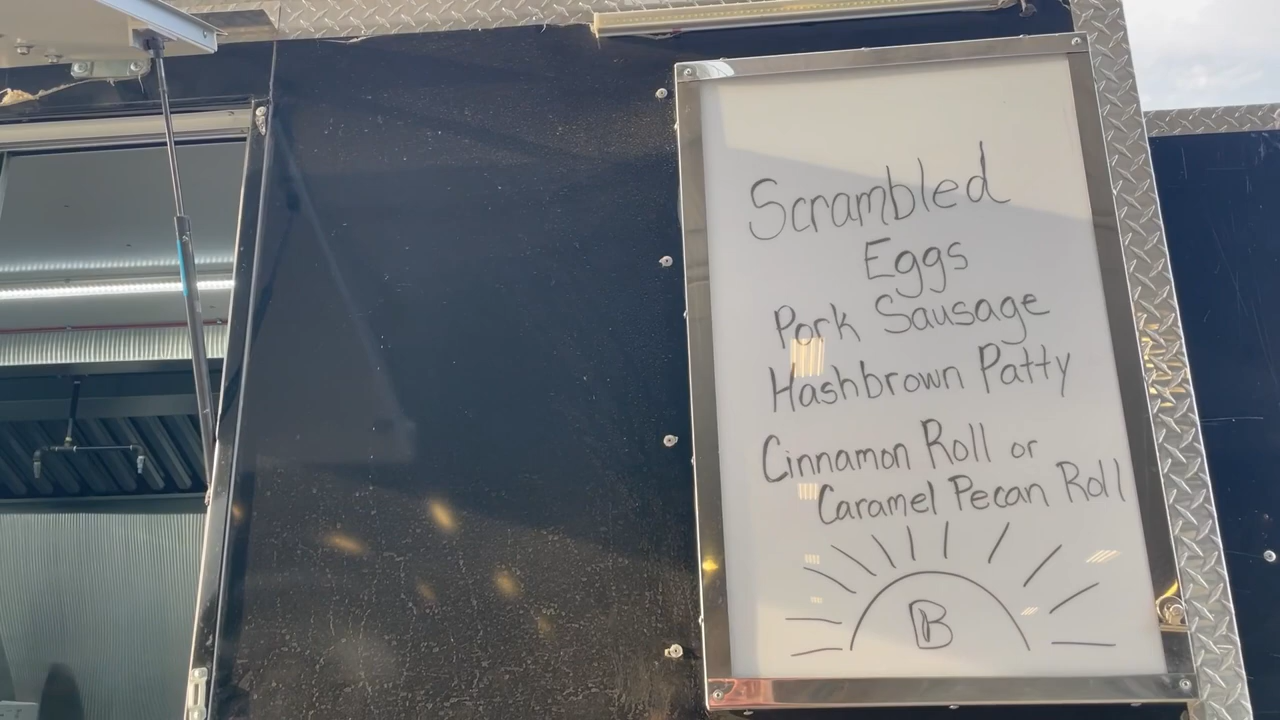 Scrambled
Eggs
Pork Sausage
Hashbrown Patty
Cinnamon Roll or
Caramel Pecan Roll
B